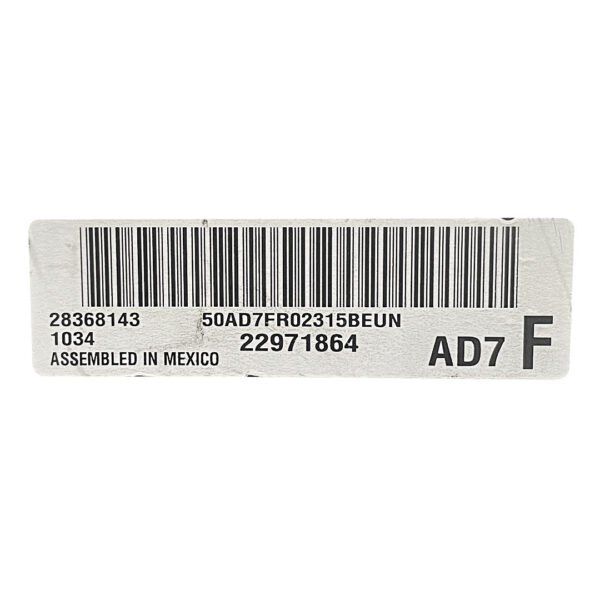 28368143 50AD7FR02315BEUN
1034 22971864 AD7 F
ASSEMBLED IN MEXICO